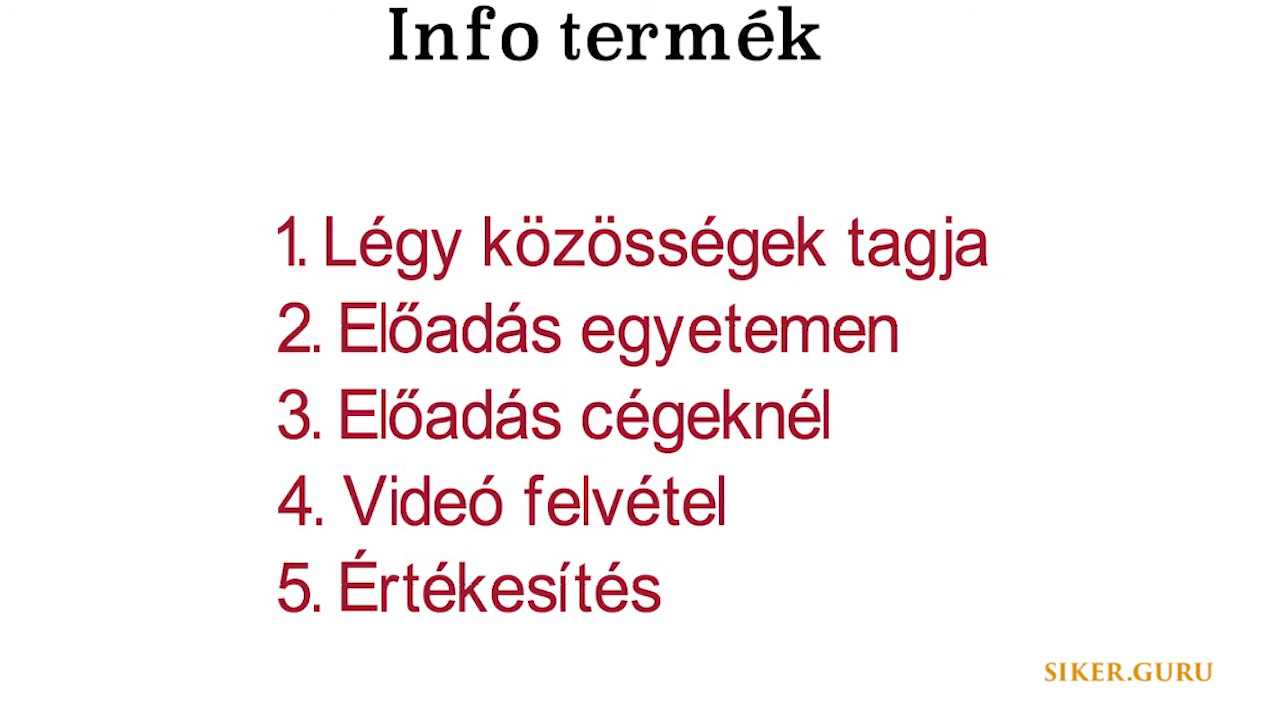 Info termék
1. Légy közösségek tagja
2. Előadás egyetemen
3. Előadás cégeknél
4. Videó felvétel
5. Értékesítés
SIKER.GURU